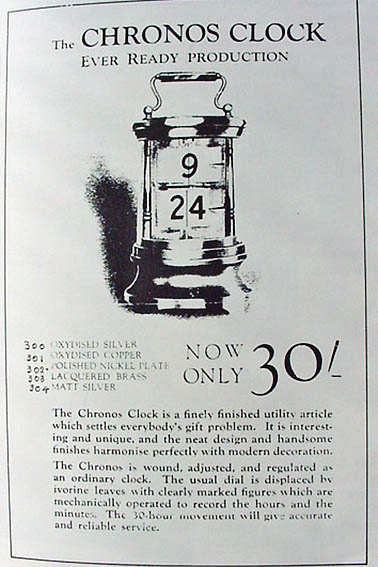 The CHRONOS CLOCK
EVER READY PRODUCTION
9
24
300 OXYDISED SILVER
301 OXYDISED COPPER
302- POLISHED NICKEL PLATE
303 LACQUERED BRASS
304 MATT SILVER
NOW
ONLY 30/-
The Chronos Clock is a finely finished utility article
which settles everybody's gift problem. It is interest-
ing and unique, and the neat design and handsome
finishes harmonise perfectly with modern decoration.
The Chronos is wound, adjusted, and regulated as
an ordinary clock. The usual dial is displaced by
ivorine leaves with clearly marked figures which are
mechanically operated to record the hours and the
minutes. The 30-hour movement will give accurate
and reliable service.